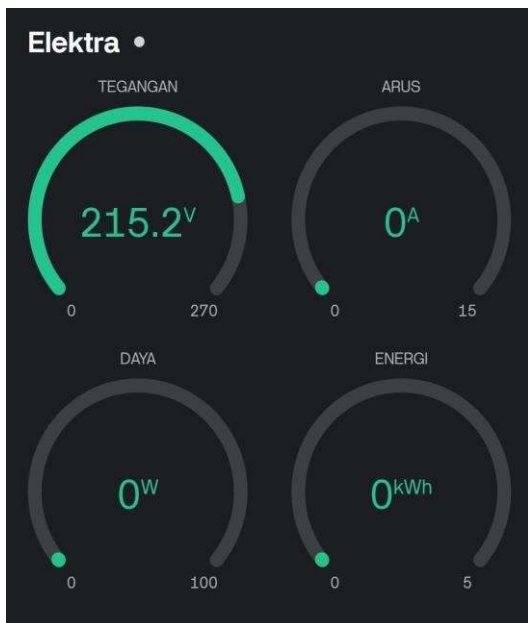 Elektra
TEGANGAN
ARUS
215.2V
0A
0 270
0 15
DAYA
ENERGI
0W
0kWh
0 100
0 5